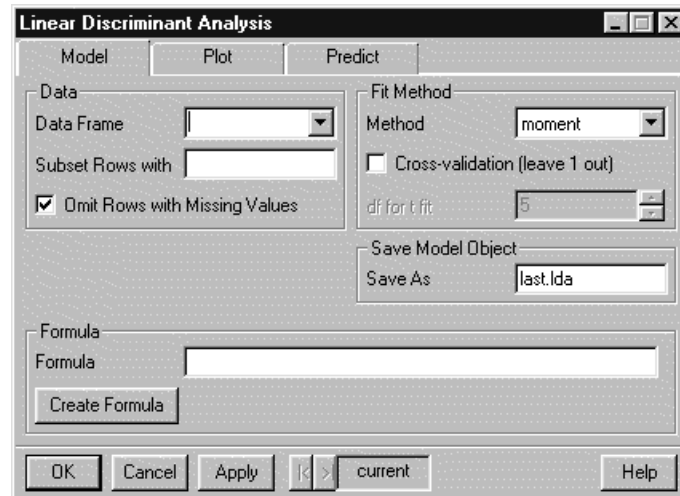 Linear Discriminant Analysis
Model Plot Predict
Data
Data Frame
Subset Rows with
Omit Rows with Missing Values
Fit Method
Method moment
Cross-validation (leave 1 out)
df for t fit 5
Save Model Object
Save As last.lda
Formula
Formula
Create Formula
OK Cancel Apply current Help